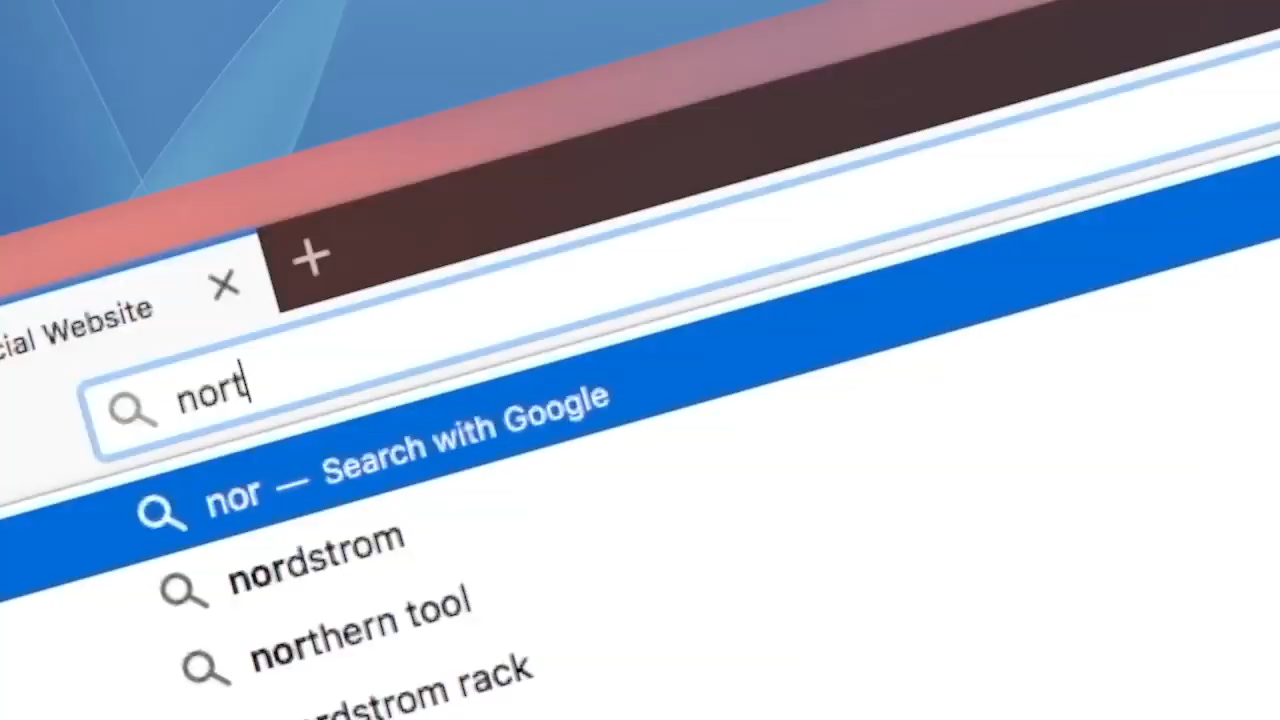 cial Website
nort
nor — Search with Google
nordstrom
northern tool
rdstrom rack